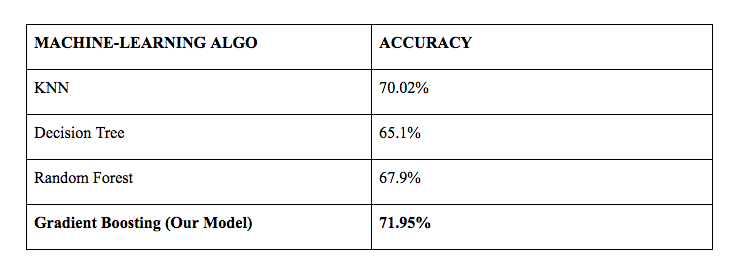 MACHINE-LEARNING ALGO ACCURACY
KNN 70.02%
Decision Tree 65.1%
Random Forest 67.9%
Gradient Boosting (Our Model) 71.95%